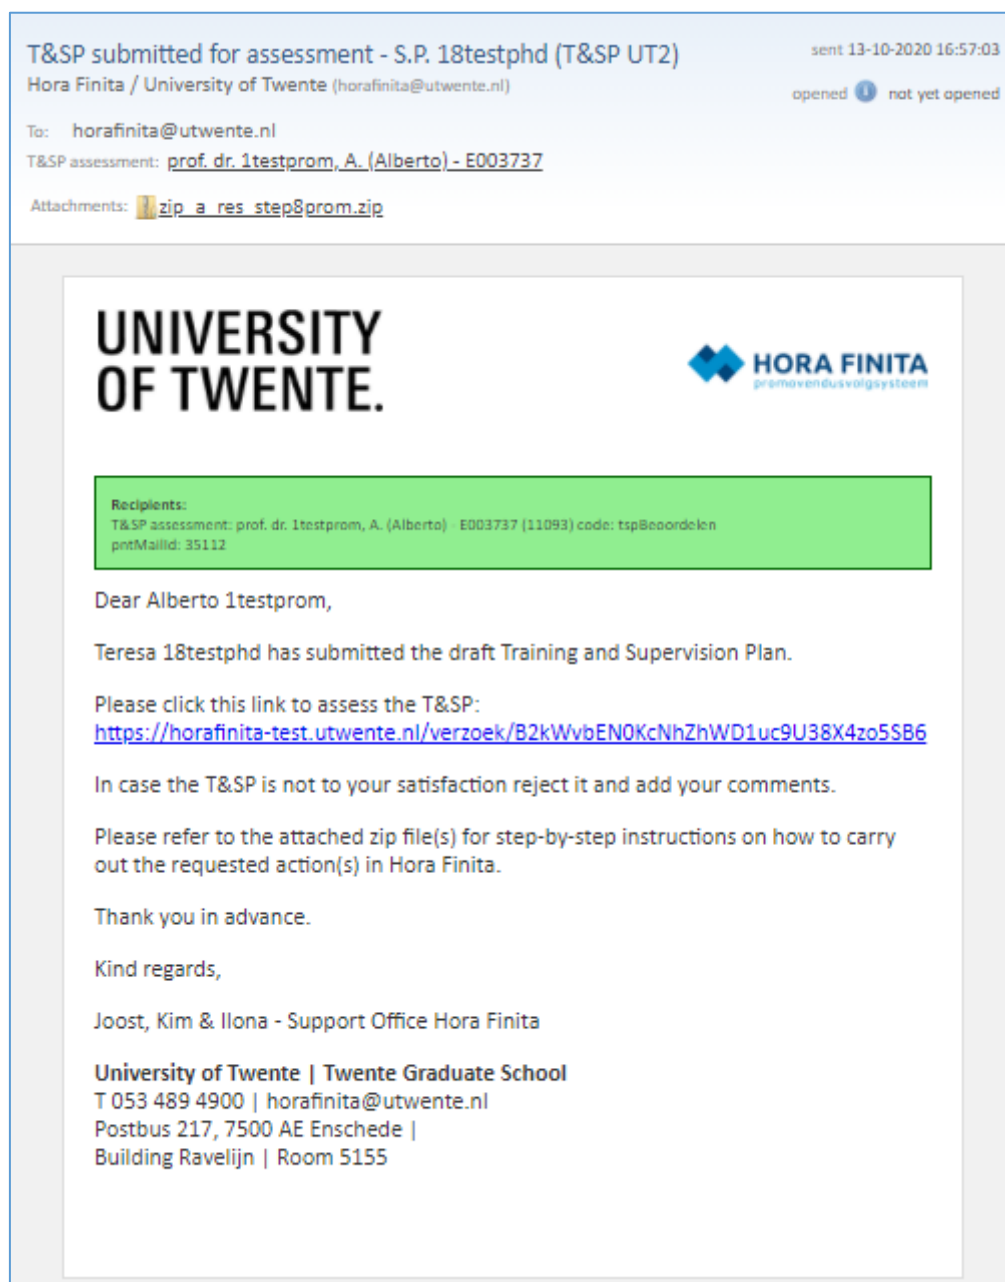 T&SP submitted for assessment - S.P. 18testphd (T&SP UT2)
sent 13-10-2020 16:57:03
Hora Finita / University of Twente (horafinita@utwente.nl)
opened not yet opened
To: horafinita@utwente.nl
T&SP assessment: prof. dr. 1testprom, A. (Alberto) - E003737
Attachments: zip_a_res_step8prom.zip
UNIVERSITY
OF TWENTE.
HORA FINITA
promovendusvolgsysteem
Recipients:
T&SP assessment: prof. dr. 1testprom, A. (Alberto) - E003737 (11093) code: tspBeoordelen
pntMailId: 35112
Dear Alberto 1testprom,
Teresa 18testphd has submitted the draft Training and Supervision Plan.
Please click this link to assess the T&SP:
https://horafinita-test.utwente.nl/verzoek/B2kWvbEN0KcNhZhWD1uc9U38X4zo5SB6
In case the T&SP is not to your satisfaction reject it and add your comments.
Please refer to the attached zip file(s) for step-by-step instructions on how to carry
out the requested action(s) in Hora Finita.
Thank you in advance.
Kind regards,
Joost, Kim & Ilona - Support Office Hora Finita
University of Twente | Twente Graduate School
T 053 489 4900 | horafinita@utwente.nl
Postbus 217, 7500 AE Enschede |
Building Ravelijn | Room 5155